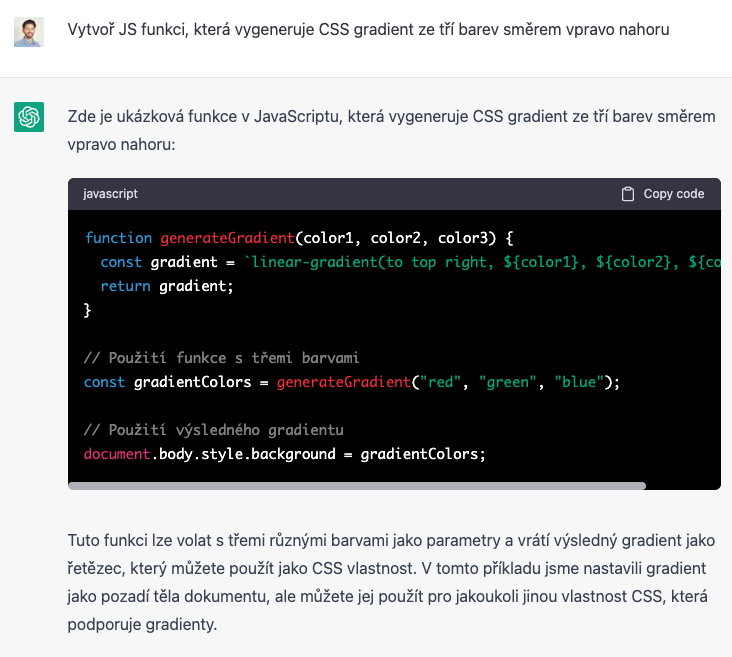 Vytvoř JS funkci, která vygeneruje CSS gradient ze tří barev směrem vpravo nahoru
Zde je ukázková funkce v JavaScriptu, která vygeneruje CSS gradient ze tří barev směrem
vpravo nahoru:
javascript
Copy code
function generateGradient(color1, color2, color3) {
  const gradient = `linear-gradient(to top right, ${color1}, ${color2}, ${co
  return gradient;
}
// Použití funkce s třemi barvami
const gradientColors = generateGradient("red", "green", "blue");
// Použití výsledného gradientu
document.body.style.background = gradientColors;
Tuto funkci lze volat s třemi různými barvami jako parametry a vrátí výsledný gradient jako
řetězec, který můžete použít jako CSS vlastnost. V tomto příkladu jsme nastavili gradient
jako pozadí těla dokumentu, ale můžete jej použít pro jakoukoli jinou vlastnost CSS, která
podporuje gradienty.